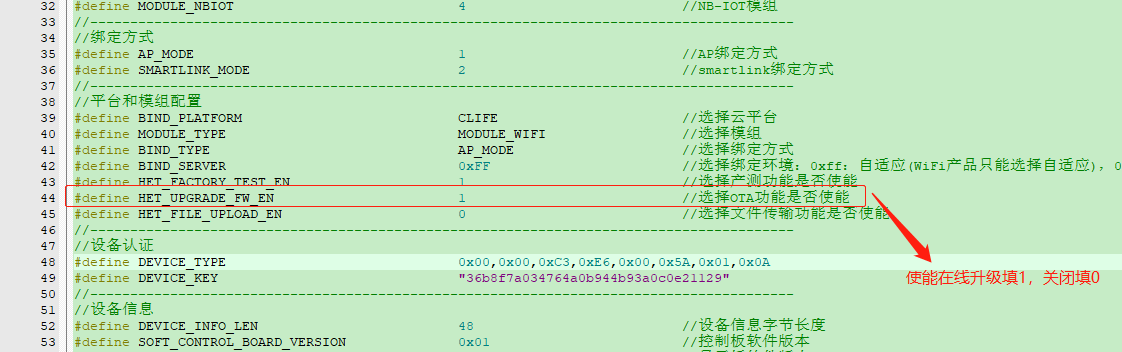 32 #define MODULE_NBIOT 4 //NB-IOT模组
33 //----------------------------------------------------------------------------------------
34 //绑定方式
35 #define AP_MODE 1 //AP绑定方式
36 #define SMARTLINK_MODE 2 //smartlink绑定方式
37 //----------------------------------------------------------------------------------------
38 //平台和模组配置
39 #define BIND_PLATFORM CLIFE //选择云平台
40 #define MODULE_TYPE MODULE_WIFI //选择模组
41 #define BIND_TYPE AP_MODE //选择绑定方式
42 #define BIND_SERVER 0xFF //选择绑定环境：0xff：自适应(WiFi产品只能选择自适应)，0
43 #define HET_FACTORY_TEST_EN 1 //选择产测功能是否使能
44 #define HET_UPGRADE_FW_EN 1 //选择OTA功能是否使能
45 #define HET_FILE_UPLOAD_EN 0 //选择文件传输功能是否使能
46 //----------------------------------------------------------------------------------------
47 //设备认证
48 #define DEVICE_TYPE 0x00,0x00,0xC3,0xE6,0x00,0x5A,0x01,0x0A
49 #define DEVICE_KEY "36b8f7a034764a0b944b93a0c0e21129"
使能在线升级填1，关闭填0
50 //----------------------------------------------------------------------------------------
51 //设备信息
52 #define DEVICE_INFO_LEN 48 //设备信息字节长度
53 #define SOFT_CONTROL_BOARD_VERSION 0x01 //控制板软件版本